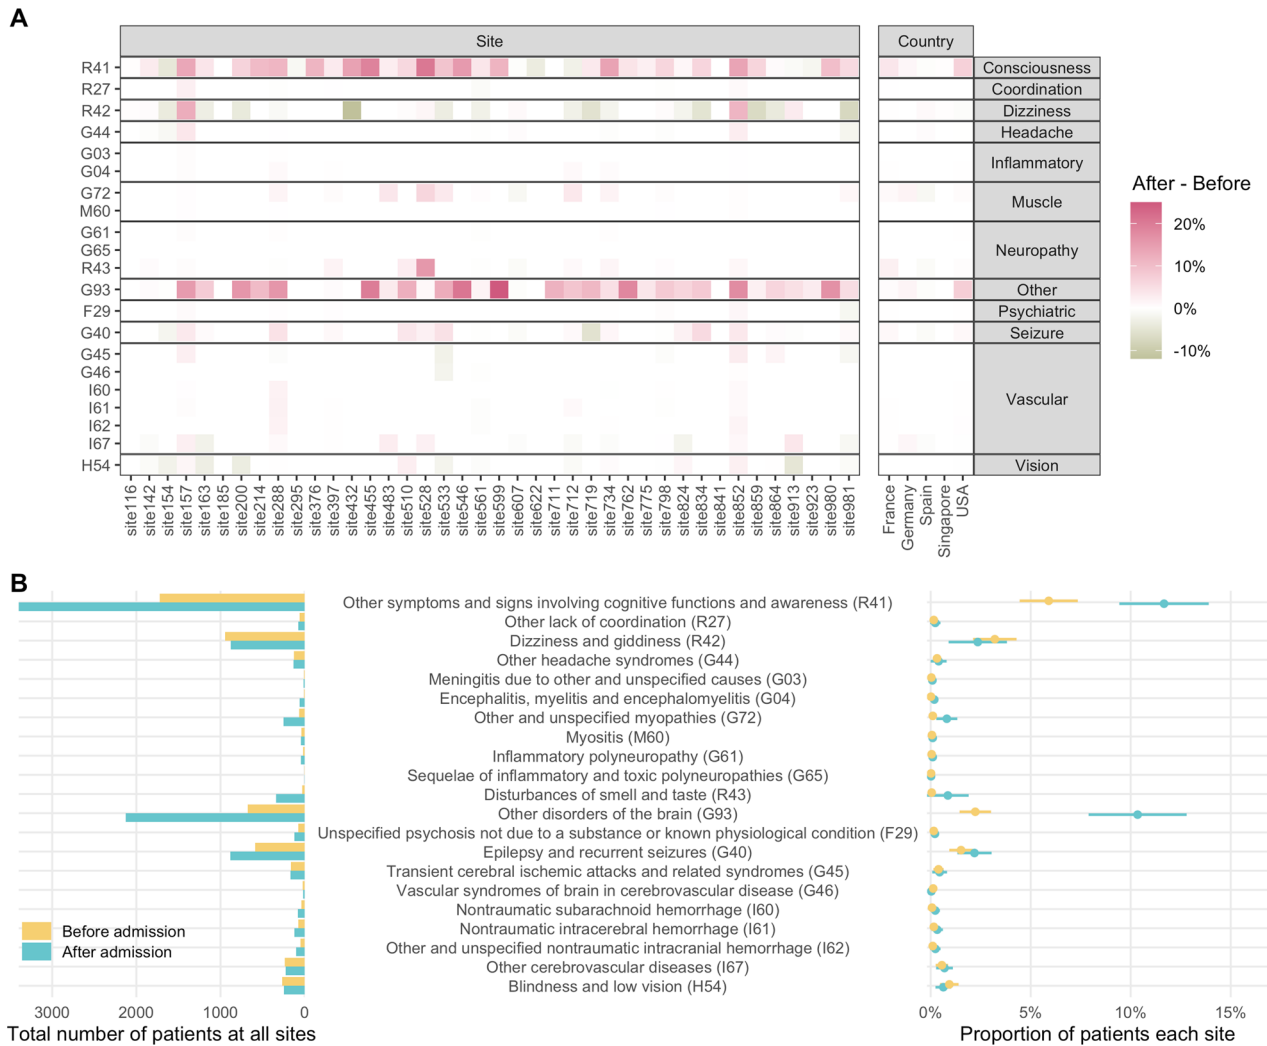 A
Site
Country
R41
Consciousness
R27
Coordination
R42
Dizziness
G44
Headache
G03
G04
Inflammatory
G72
M60
Muscle
G61
G65
R43
Neuropathy
G93
Other
F29
Psychiatric
G40
Seizure
G45
G46
I60
I61
I62
I67
Vascular
H54
Vision
After - Before
20%
10%
0%
-10%
site116
site142
site154
site157
site163
site185
site2000
site214
site288
site295
site376
site397
site432
site455
site483
site510
site528
site533
site546
site561
site599
site607
site622
site711
site712
site719
site734
site762
site775
site798
site824
site834
site841
site852
site859
site864
site913
site928
site980
site981
France
Germany
Spain
Singapore
USA
B
Other symptoms and signs involving cognitive functions and awareness (R41)
Other lack of coordination (R27)
Dizziness and giddiness (R42)
Other headache syndromes (G44)
Meningitis due to other and unspecified causes (G03)
Encephalitis, myelitis and encephalomyelitis (G04)
Other and unspecified myopathies (G72)
Myositis (M60)
Inflammatory polyneuropathy (G61)
Sequelae of inflammatory and toxic polyneuropathies (G65)
Disturbances of smell and taste (R43)
Other disorders of the brain (G93)
Unspecified psychosis not due to a substance or known physiological condition (F29)
Epilepsy and recurrent seizures (G40)
Transient cerebral ischemic attacks and related syndromes (G45)
Vascular syndromes of brain in cerebrovascular disease (G46)
Nontraumatic subarachnoid hemorrhage (I60)
Nontraumatic intracerebral hemorrhage (I61)
Other and unspecified nontraumatic intracranial hemorrhage (I62)
Other cerebrovascular diseases (I67)
Blindness and low vision (H54)
Before admission
After admission
3000 2000 1000 0
Total number of patients at all sites
0% 5% 10% 15%
Proportion of patients each site